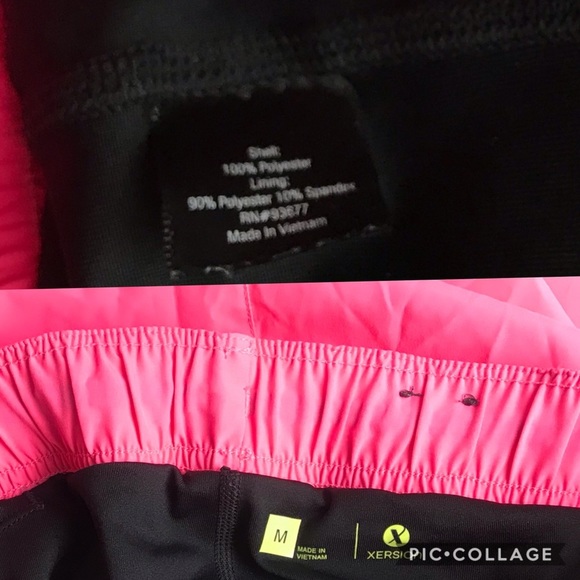 Shell:
100% Polyester
Lining:
90% Polyester 10% Spandex
RN#93677
Made In Vietnam
M
MADE IN
VIETNAM
X
PIC•COLLAGE